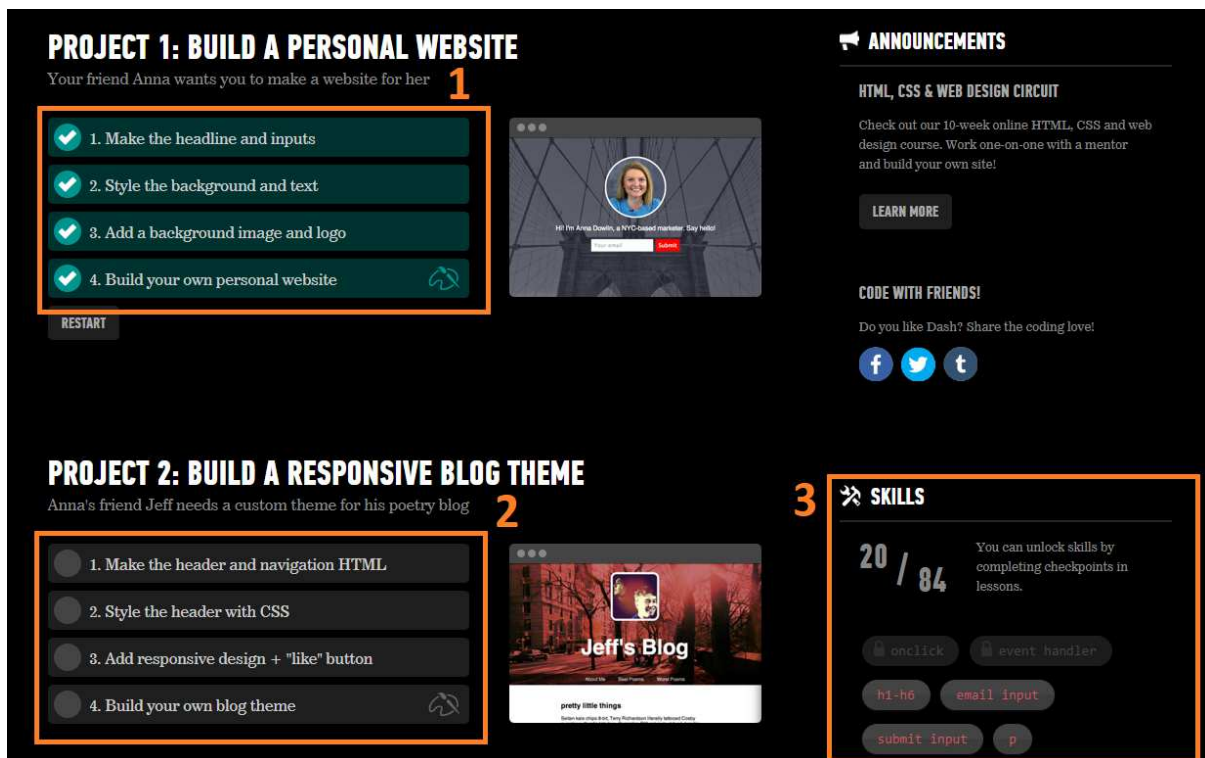 PROJECT 1: BUILD A PERSONAL WEBSITE
Your friend Anna wants you to make a website for her
1
1. Make the headline and inputs
2. Style the background and text
3. Add a background image and logo
4. Build your own personal website
RESTART
Hi! I'm Anna Dowlin, a NYC-based marketer. Say hello!
Your email
Submit
ANNOUNCEMENTS
HTML, CSS & WEB DESIGN CIRCUIT
Check out our 10-week online HTML, CSS and web
design course. Work one-on-one with a mentor
and build your own site!
LEARN MORE
CODE WITH FRIENDS!
Do you like Dash? Share the coding love!
f
t
PROJECT 2: BUILD A RESPONSIVE BLOG THEME
Anna's friend Jeff needs a custom theme for his poetry blog
2
1. Make the header and navigation HTML
2. Style the header with CSS
3. Add responsive design + "like" button
4. Build your own blog theme
Jeff's Blog
About Me Best Poems Worst Poems
pretty little things
3
SKILLS
20 / 84
You can unlock skills by
completing checkpoints in
lessons.
onclick event handler
h1-h6 email input
submit input p